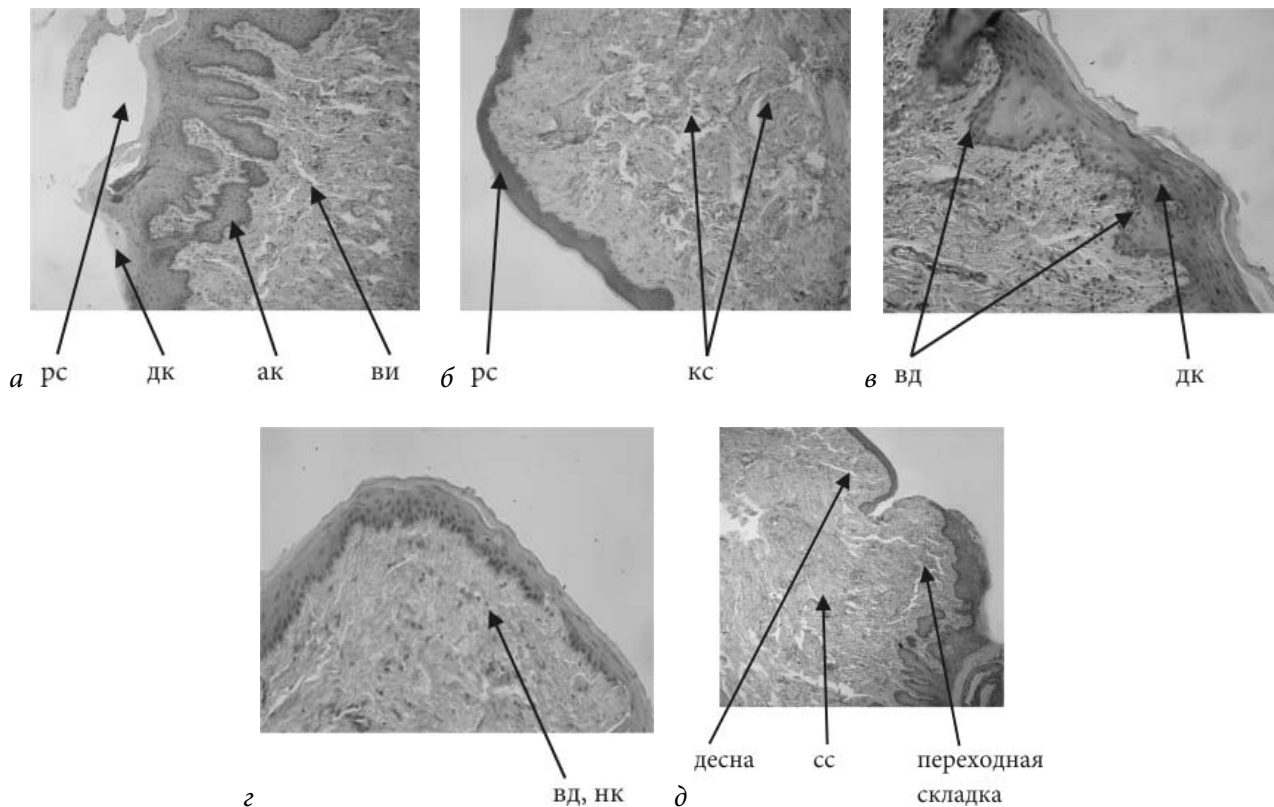 а рс дк ак ви
б рс кс
в вд дк
г вд, нк
д десна сс переходная
складка